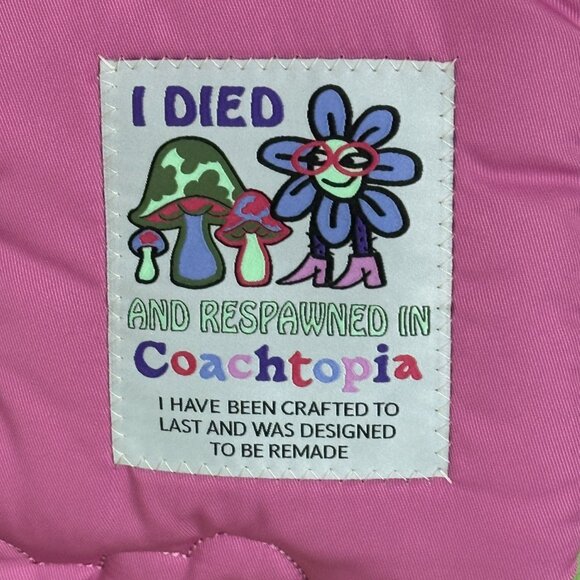 I DIED
AND RESPAWNED IN
Coachtopia
I HAVE BEEN CRAFTED TO
LAST AND WAS DESIGNED
TO BE REMADE